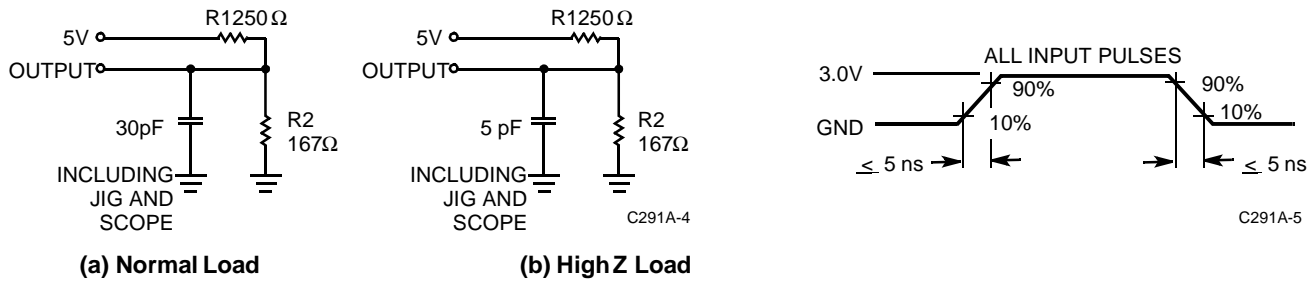 R1250 Ω
5V
OUTPUT
30pF
R2
167Ω
INCLUDING
JIG AND
SCOPE
(a) Normal Load
R1250 Ω
5V
OUTPUT
5 pF
R2
167Ω
INCLUDING
JIG AND
SCOPE
C291A-4
(b) High Z Load
ALL INPUT PULSES
3.0V
90%
90%
10%
10%
GND
≤ 5 ns
≤ 5 ns
C291A-5